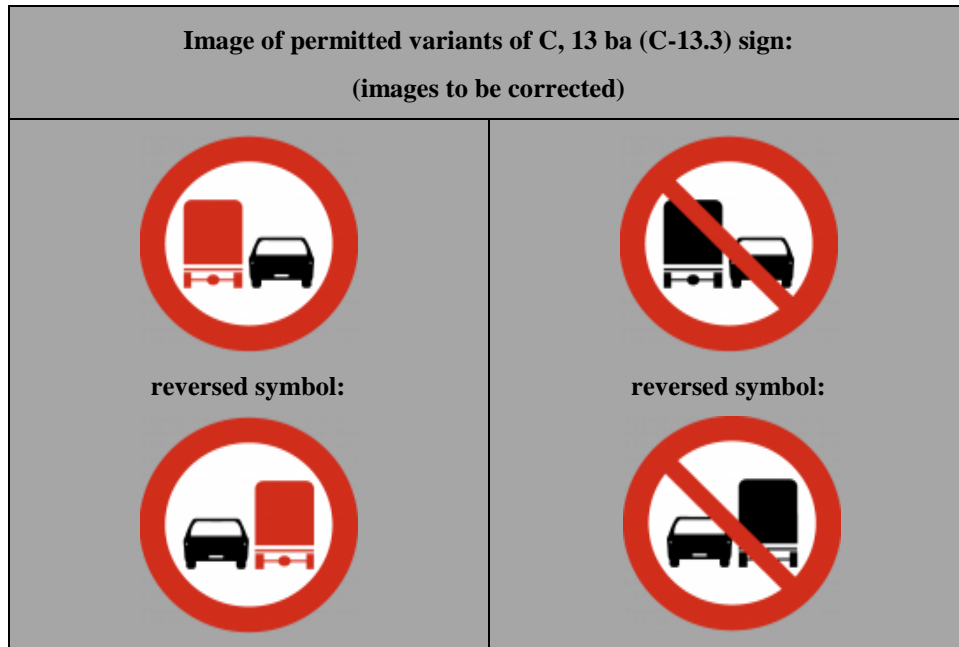 Image of permitted variants of C, 13 ba (C-13.3) sign:
(images to be corrected)
reversed symbol:
reversed symbol: